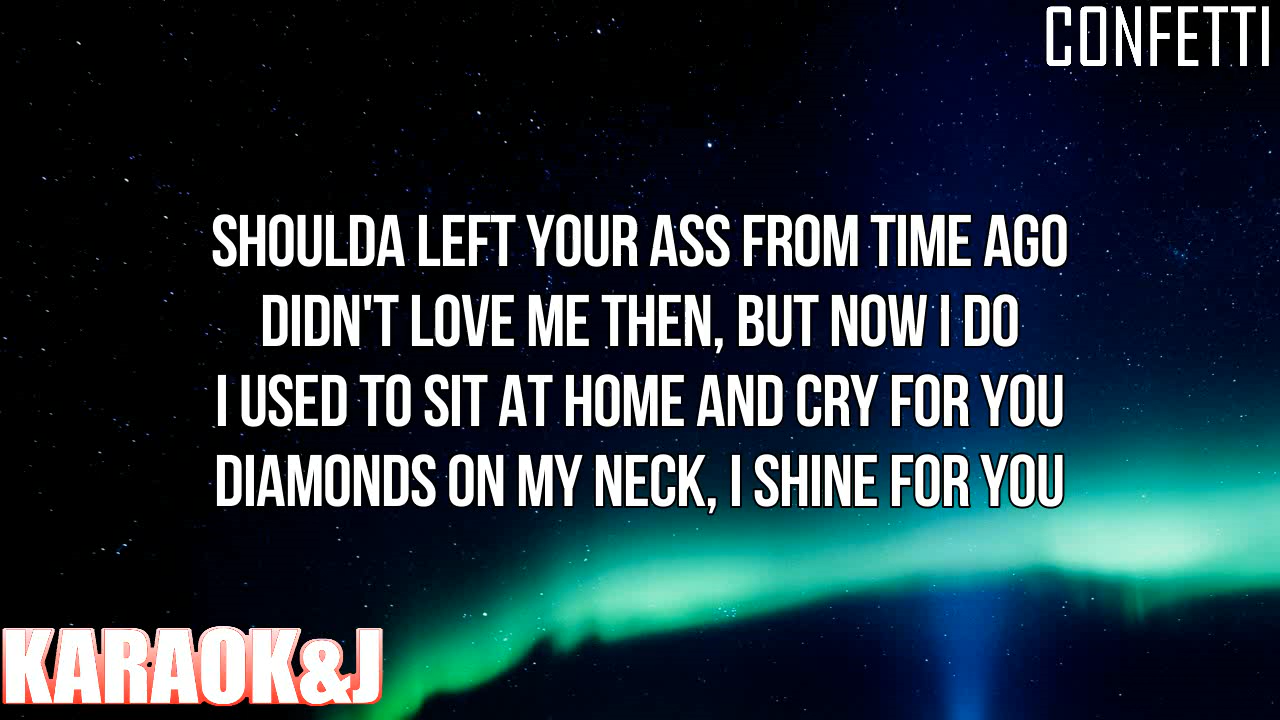 CONFETTI
SHOULDA LEFT YOUR ASS FROM TIME AGO
DIDN'T LOVE ME THEN, BUT NOW I DO
I USED TO SIT AT HOME AND CRY FOR YOU
DIAMONDS ON MY NECK, I SHINE FOR YOU
KARAOK&J